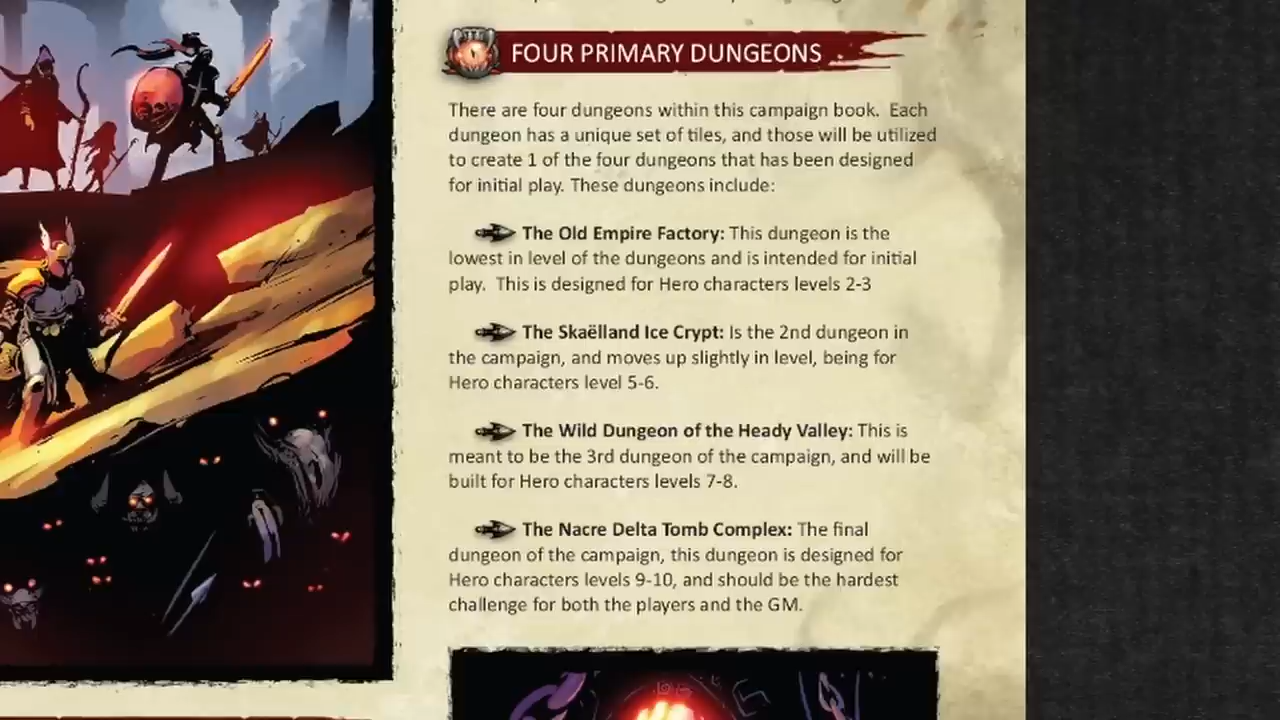 FOUR PRIMARY DUNGEONS
There are four dungeons within this campaign book.  Each
dungeon has a unique set of tiles, and those will be utilized
to create 1 of the four dungeons that has been designed
for initial play. These dungeons include:
The Old Empire Factory: This dungeon is the
lowest in level of the dungeons and is intended for initial
play.  This is designed for Hero characters levels 2-3
The Skaëlland Ice Crypt: Is the 2nd dungeon in
the campaign, and moves up slightly in level, being for
Hero characters level 5-6.
The Wild Dungeon of the Heady Valley: This is
meant to be the 3rd dungeon of the campaign, and will be
built for Hero characters levels 7-8.
The Nacre Delta Tomb Complex: The final
dungeon of the campaign, this dungeon is designed for
Hero characters levels 9-10, and should be the hardest
challenge for both the players and the GM.